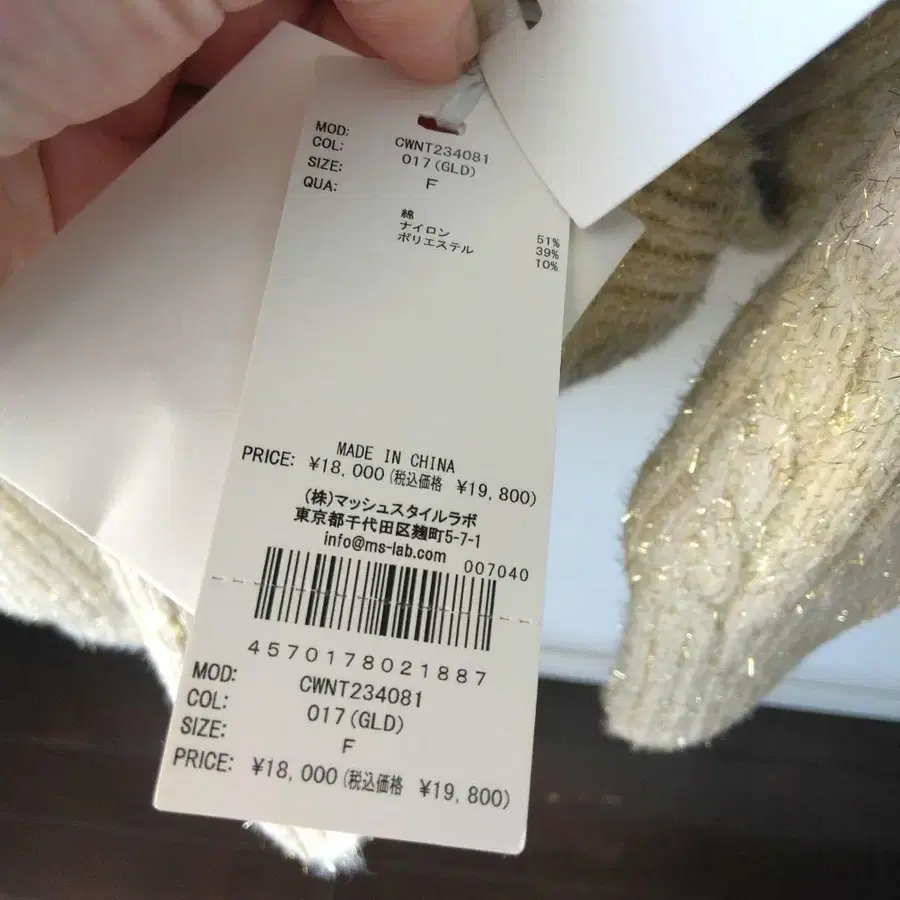 MOD: CWNT234081
COL: 017(GLD)
SIZE: F
QUA:
綿 51%
ナイロン 39%
ポリエステル 10%
MADE IN CHINA
PRICE: ¥18,000(税込価格 ¥19,800)
(株)マッシュスタイルラボ
東京都千代田区麹町5-7-1
info@ms-lab.com
007040
4570178021887
MOD: CWNT234081
COL: 017(GLD)
SIZE: F
PRICE: ¥18,000(税込価格 ¥19,800)